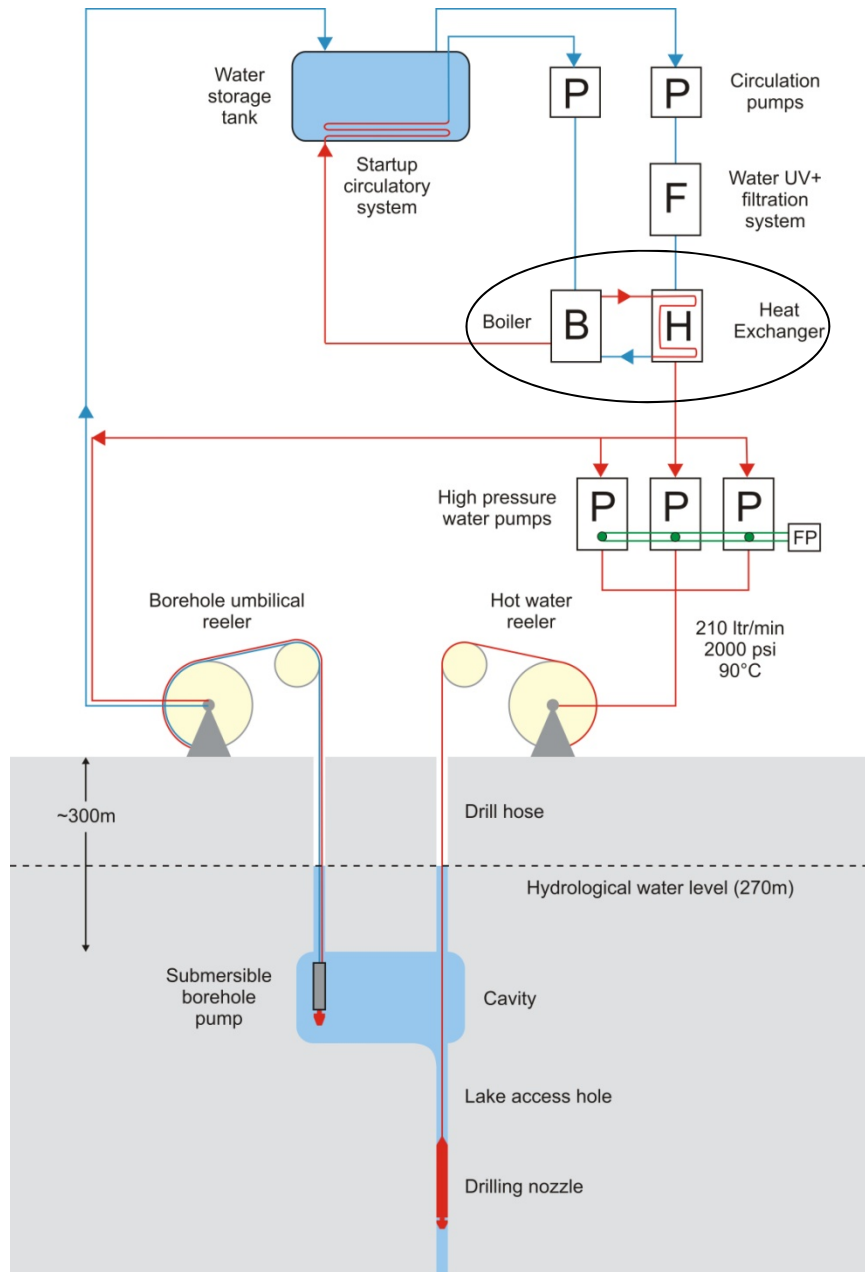 Water
storage
tank
P
P
Circulation
pumps
Startup
circulatory
system
F
Water UV+
filtration
system
Boiler
B
H
Heat
Exchanger
High pressure
water pumps
P
P
P
FP
Borehole umbilical
reeler
Hot water
reeler
210 ltr/min
2000 psi
90°C
~300m
Drill hose
Hydrological water level (270m)
Submersible
borehole
pump
Cavity
Lake access hole
Drilling nozzle